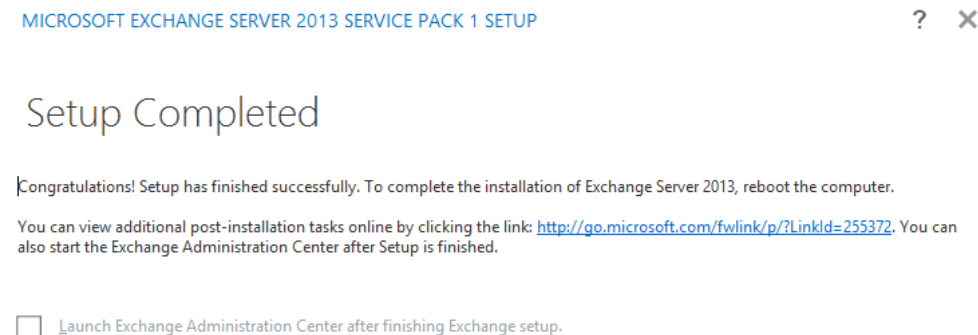 MICROSOFT EXCHANGE SERVER 2013 SERVICE PACK 1 SETUP ?
Setup Completed
Congratulations! Setup has finished successfully. To complete the installation of Exchange Server 2013, reboot the computer.
You can view additional post-installation tasks online by clicking the link: http://go.microsoft.com/fwlink/p/?LinkId=255372. You can
also start the Exchange Administration Center after Setup is finished.
Launch Exchange Administration Center after finishing Exchange setup.